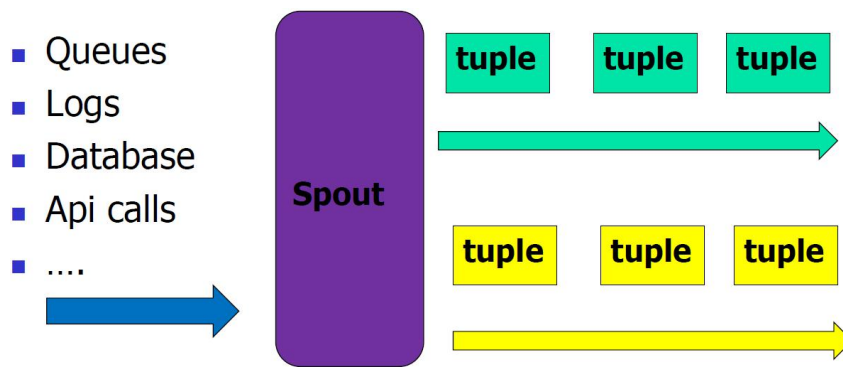 Queues
Logs
Database
Api calls
….
Spout
tuple tuple tuple
tuple tuple tuple